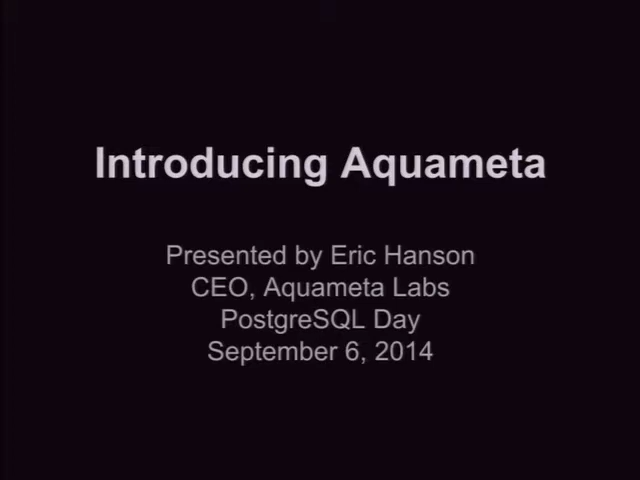 Introducing Aquameta
Presented by Eric Hanson
CEO, Aquameta Labs
PostgreSQL Day
September 6, 2014